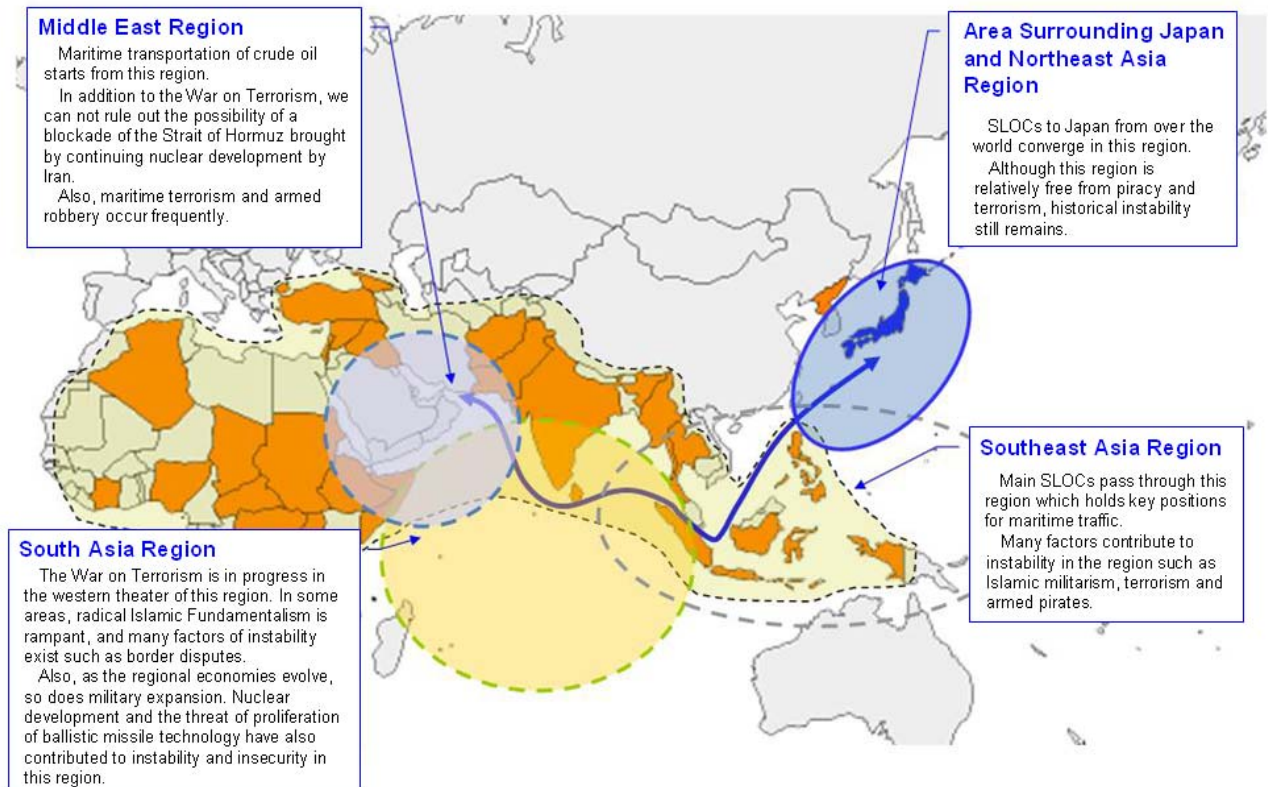 Middle East Region
Maritime transportation of crude oil
starts from this region.
In addition to the War on Terrorism, we
can not rule out the possibility of a
blockade of the Strait of Hormuz brought
by continuing nuclear development by
Iran.
Also, maritime terrorism and armed
robbery occur frequently.
Area Surrounding Japan
and Northeast Asia
Region
SLOCs to Japan from over the
world converge in this region.
Although this region is
relatively free from piracy and
terrorism, historical instability
still remains.
Southeast Asia Region
Main SLOCs pass through this
region which holds key positions
for maritime traffic.
Many factors contribute to
instability in the region such as
Islamic militarism, terrorism and
armed pirates.
South Asia Region
The War on Terrorism is in progress in
the western theater of this region. In some
areas, radical Islamic Fundamentalism is
rampant, and many factors of instability
exist such as border disputes.
Also, as the regional economies evolve,
so does military expansion. Nuclear
development and the threat of proliferation
of ballistic missile technology have also
contributed to instability and insecurity in
this region.